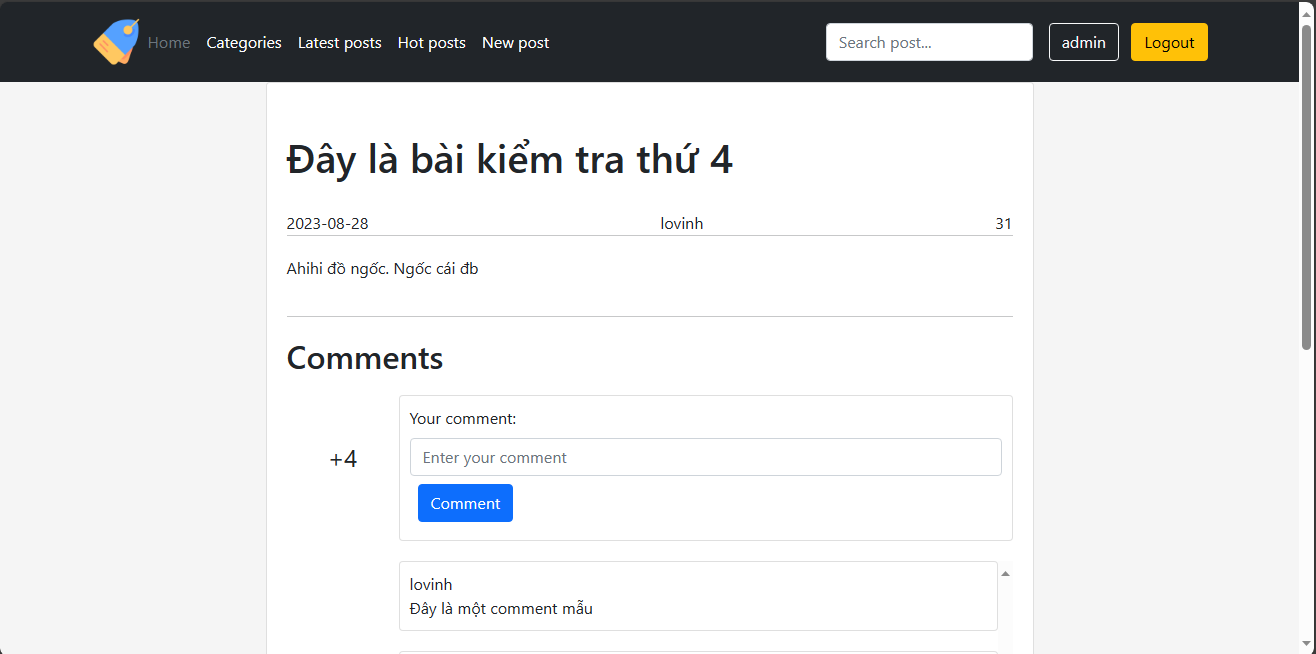 Home Categories Latest posts Hot posts New post Search post... admin Logout
Đây là bài kiểm tra thứ 4
2023-08-28 lovinh 31
Ahihi đồ ngốc. Ngốc cái đb
Comments
Your comment:
+4 Enter your comment
Comment
lovinh
Đây là một comment mẫu